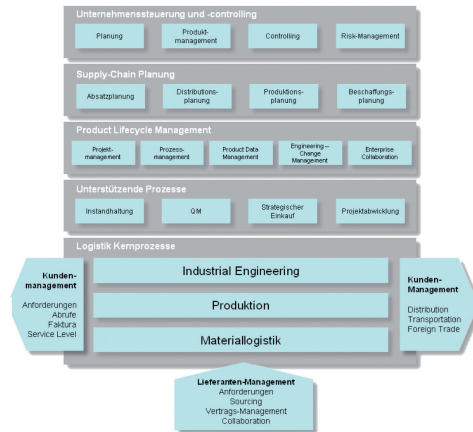 Unternehmenssteuerung und -controlling
Planung
Produkt-
management
Controlling
Risk-Management
Supply-Chain Planung
Absatzplanung
Distributions-
planung
Produktions-
planung
Beschaffungs-
planung
Product Lifecycle Management
Projekt-
management
Prozess-
management
Product Data
Management
Engineering –
Change
Management
Enterprise
Collaboration
Unterstützende Prozesse
Instandhaltung
QM
Strategischer
Einkauf
Projektabwicklung
Logistik Kernprozesse
Kunden-
management
Anforderungen
Abrufe
Faktura
Service Level
Industrial Engineering
Produktion
Materiallogistik
Kunden-
Management
Distribution
Transportation
Foreign Trade
Lieferanten-Management
Anforderungen
Sourcing
Vertrags-Management
Collaboration